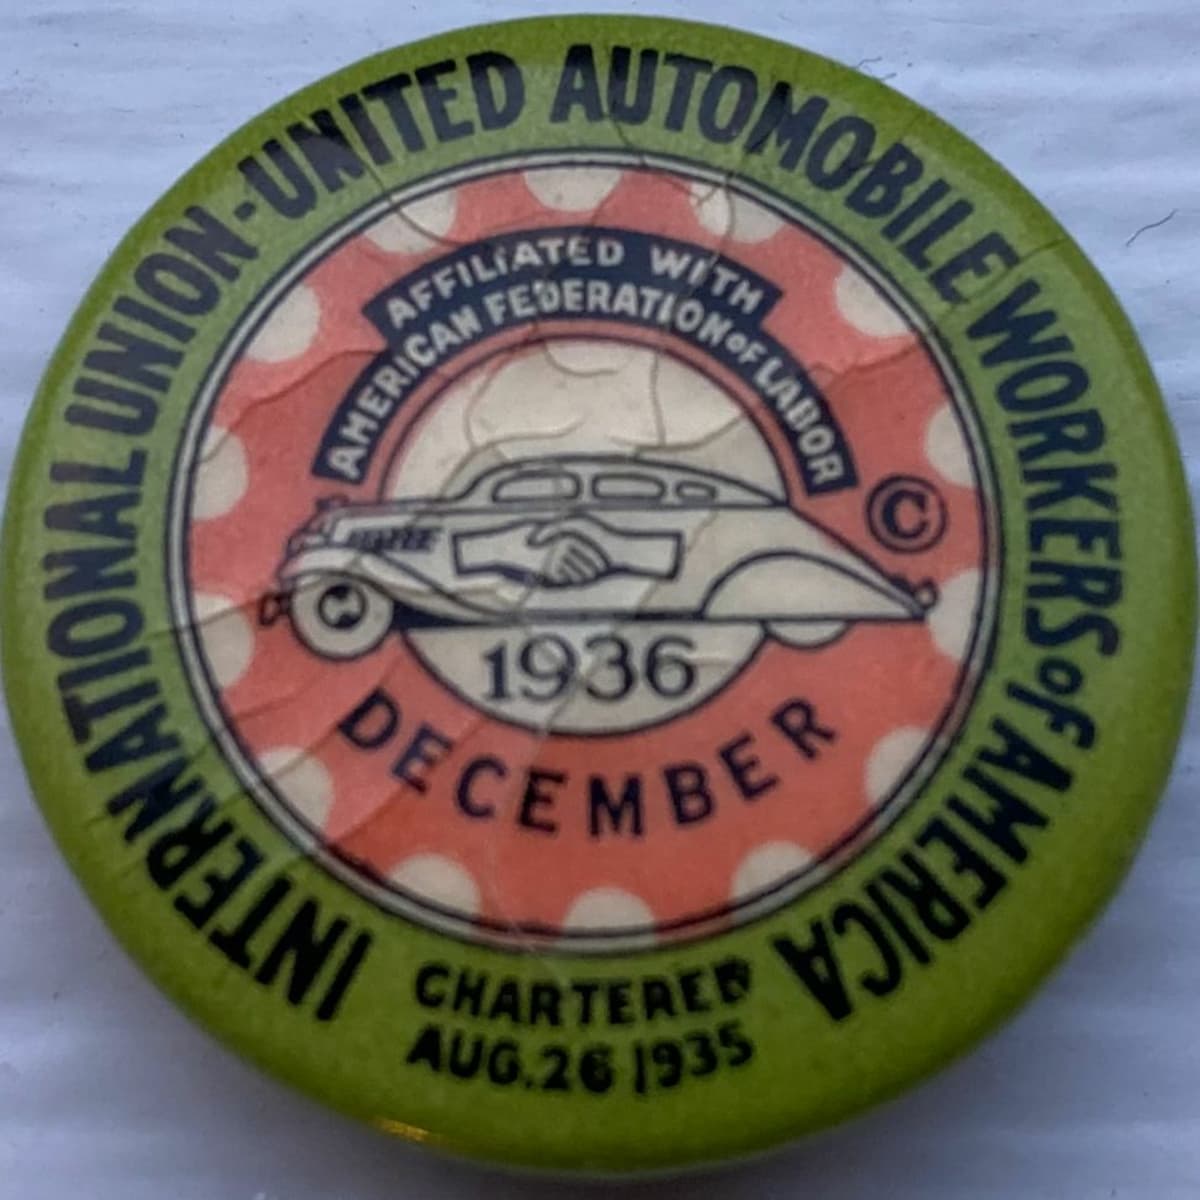 INTERNATIONAL UNION-UNITED AUTOMOBILE WORKERS OF AMERICA
AFFILIATED WITH
AMERICAN FEDERATION OF LABOR
©
1936
DECEMBER
CHARTERED
AUG. 26 1935